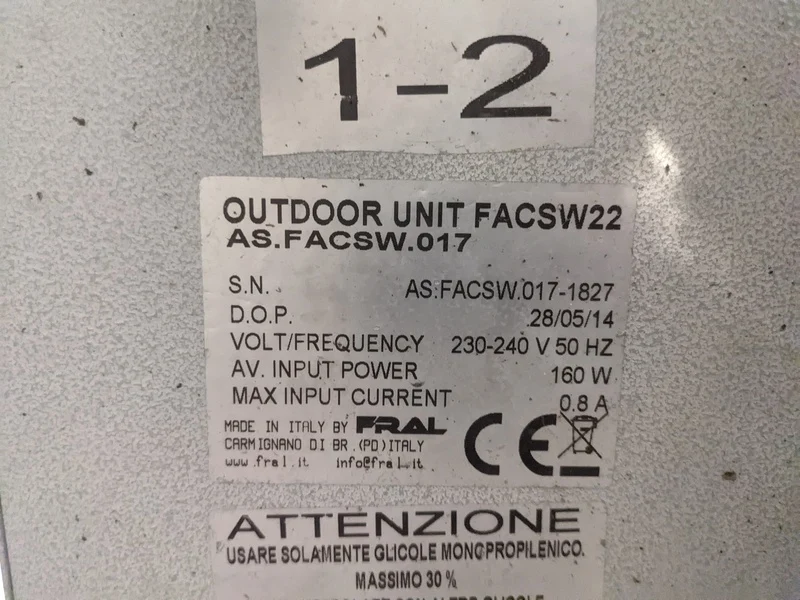 1-2
OUTDOOR UNIT FACSW22
AS.FACSW.017
S.N. AS.FACSW.017-1827
D.O.P. 28/05/14
VOLT/FREQUENCY 230-240 V 50 HZ
AV. INPUT POWER 160 W
MAX INPUT CURRENT 0.8 A
MADE IN ITALY BY FRAL
CARMIGNANO DI BR.(PD)ITALY
www.fral.it info@fral.it
CE
ATTENZIONE
USARE SOLAMENTE GLICOLE MONOPROPILENICO.
MASSIMO 30 %